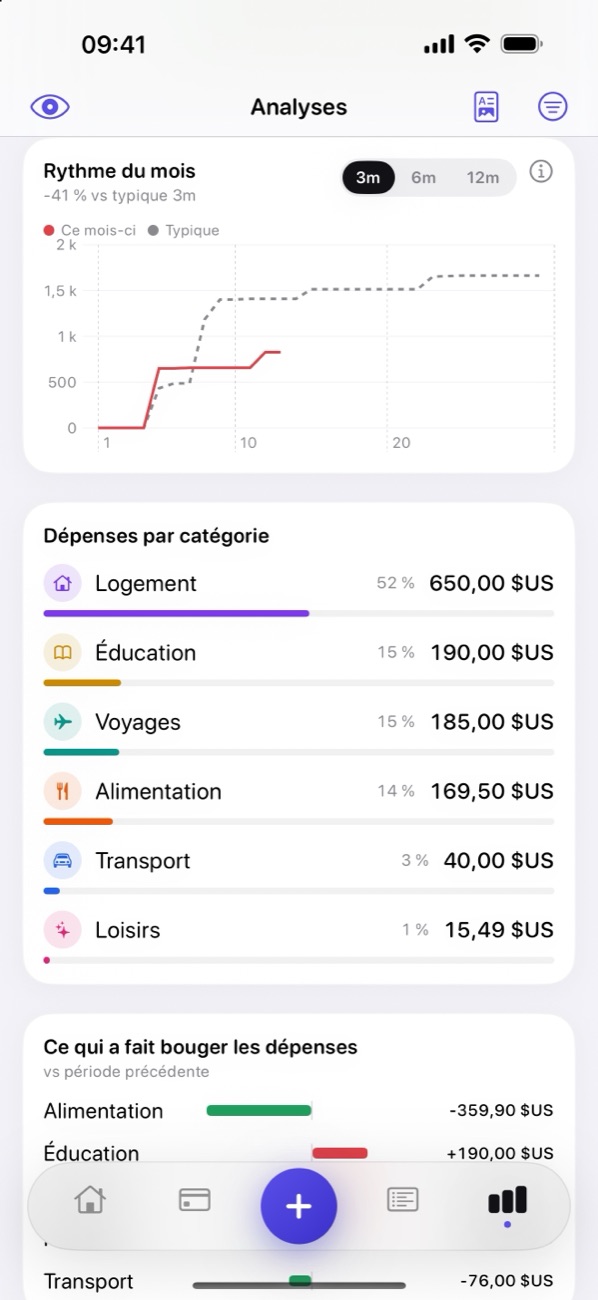 09:41
Analyses
Rythme du mois
-41 % vs typique 3m
3m 6m 12m
Ce mois-ci Typique
2 k
1,5 k
1 k
500
0
1 10 20
Dépenses par catégorie
Logement 52 % 650,00 $US
Éducation 15 % 190,00 $US
Voyages 15 % 185,00 $US
Alimentation 14 % 169,50 $US
Transport 3 % 40,00 $US
Loisirs 1 % 15,49 $US
Ce qui a fait bouger les dépenses
vs période précédente
Alimentation -359,90 $US
Éducation +190,00 $US
Transport -76,00 $US